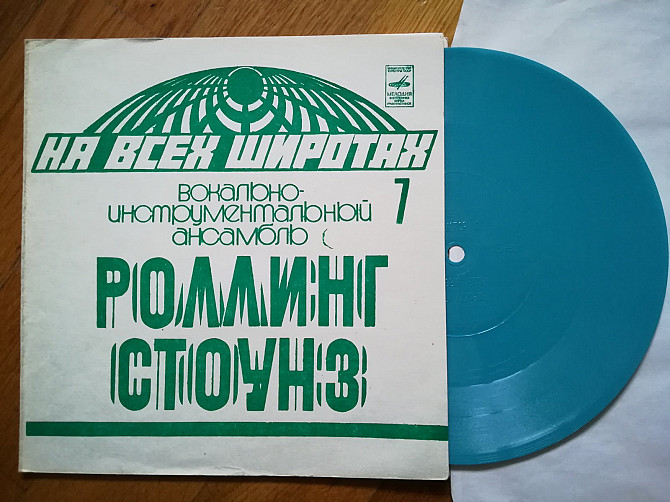 МЕЛОДИЯ
НА ВСЕХ ШИРОТАХ
вокально-
инструментальный 7
ансамбль
РОЛЛИНГ
СТОУНЗ